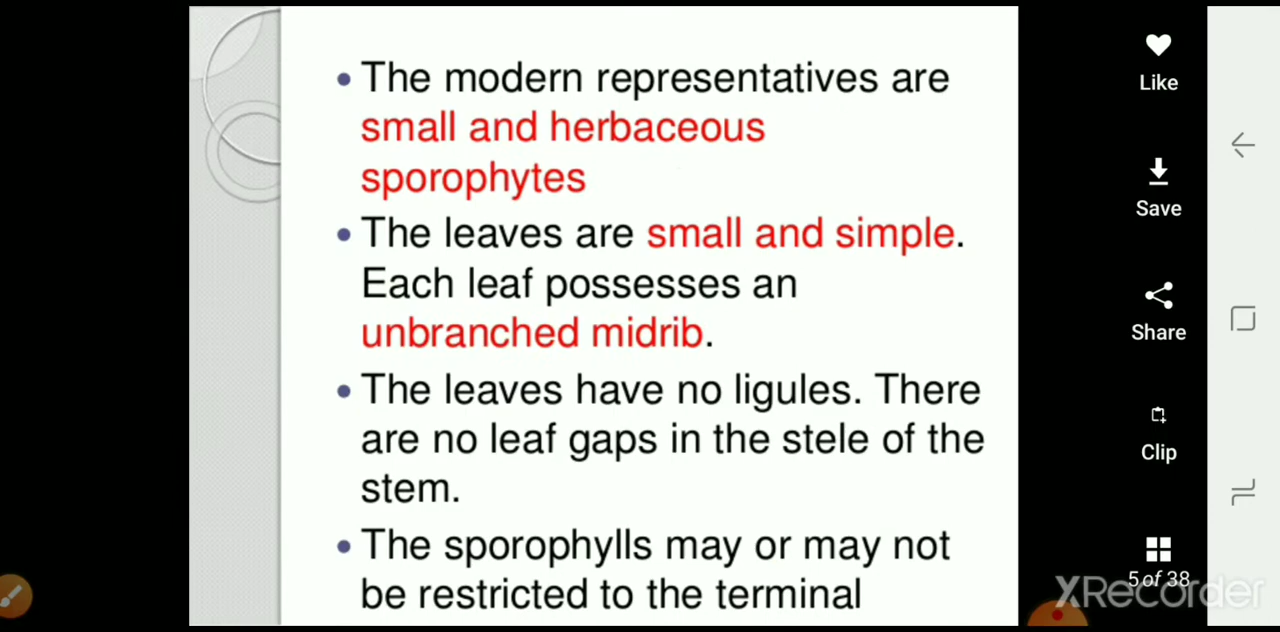 • The modern representatives are
small and herbaceous
sporophytes
• The leaves are small and simple.
Each leaf possesses an
unbranched midrib.
• The leaves have no ligules. There
are no leaf gaps in the stele of the
stem.
• The sporophylls may or may not
be restricted to the terminal
Like
Save
Share
Clip
5 of 38
XRecorder